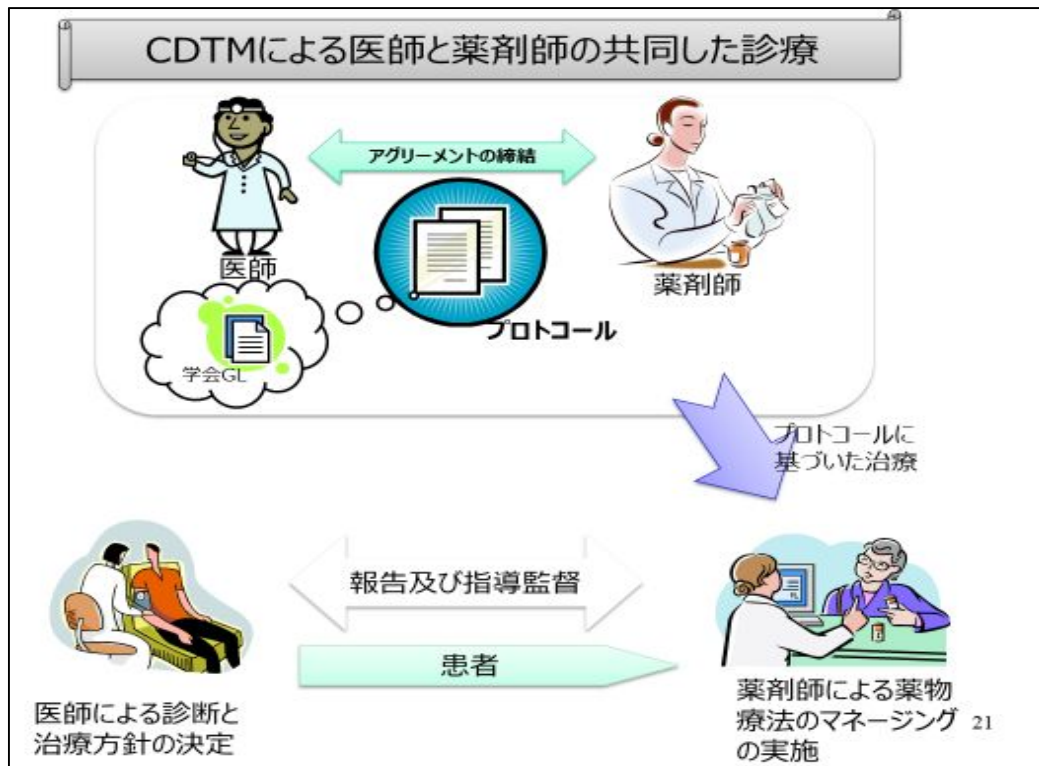 CDTMによる医師と薬剤師の共同した診療
アグリーメントの締結
医師
薬剤師
プロトコール
学会GL
プロトコールに
基づいた治療
報告及び指導監督
患者
医師による診断と
治療方針の決定
薬剤師による薬物
療法のマネージング
の実施
21